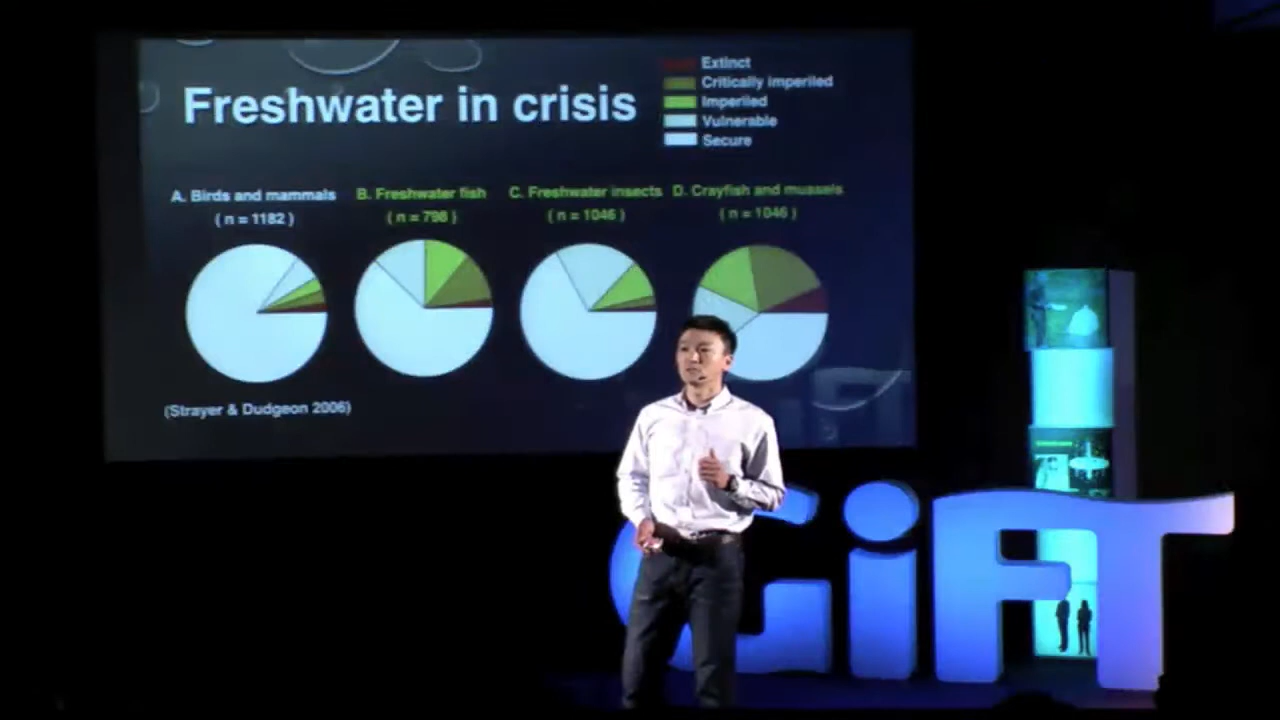 Freshwater in crisis
Extinct
Critically imperiled
Imperiled
Vulnerable
Secure
A. Birds and mammals
( n = 1182 )
B. Freshwater fish
( n = 798 )
C. Freshwater insects
( n = 1046 )
D. Crayfish and mussels
( n = 1046 )
(Strayer & Dudgeon 2006)
GiFT